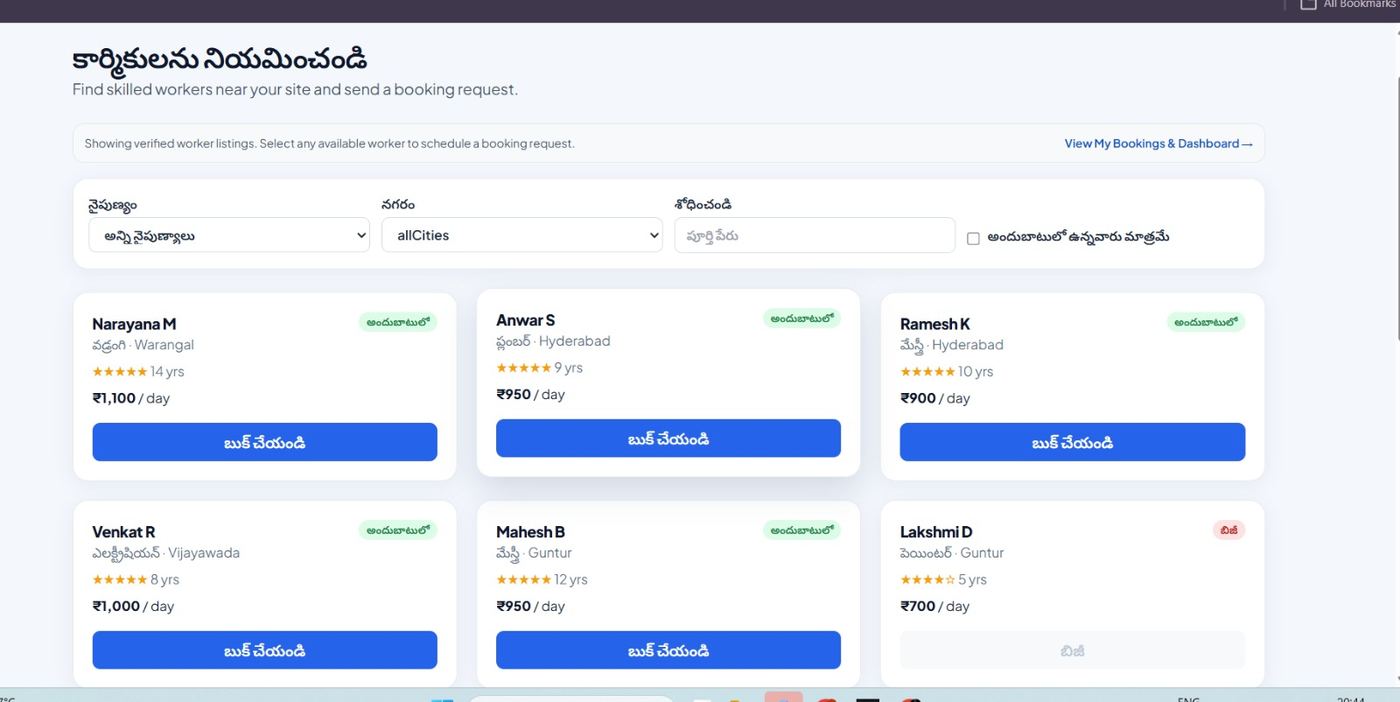 All Bookmarks
కార్మికులను నియమించండి
Find skilled workers near your site and send a booking request.
Showing verified worker listings. Select any available worker to schedule a booking request.
View My Bookings & Dashboard →
నైపుణ్యం
నగరం
శోధించండి
అన్ని నైపుణ్యాలు
allCities
పూర్తి పేరు
అందుబాటులో ఉన్నవారు మాత్రమే
Narayana M
అందుబాటులో
వడ్రంగి · Warangal
★★★★★ 14 yrs
₹1,100 / day
బుక్ చేయండి
Anwar S
అందుబాటులో
ప్లంబర్ · Hyderabad
★★★★★ 9 yrs
₹950 / day
బుక్ చేయండి
Ramesh K
అందుబాటులో
మేస్త్రీ · Hyderabad
★★★★★ 10 yrs
₹900 / day
బుక్ చేయండి
Venkat R
అందుబాటులో
ఎలక్ట్రీషియన్ · Vijayawada
★★★★★ 8 yrs
₹1,000 / day
బుక్ చేయండి
Mahesh B
అందుబాటులో
మేస్త్రీ · Guntur
★★★★★ 12 yrs
₹950 / day
బుక్ చేయండి
Lakshmi D
బిజీ
పెయింటర్ · Guntur
★★★★☆ 5 yrs
₹700 / day
బిజీ